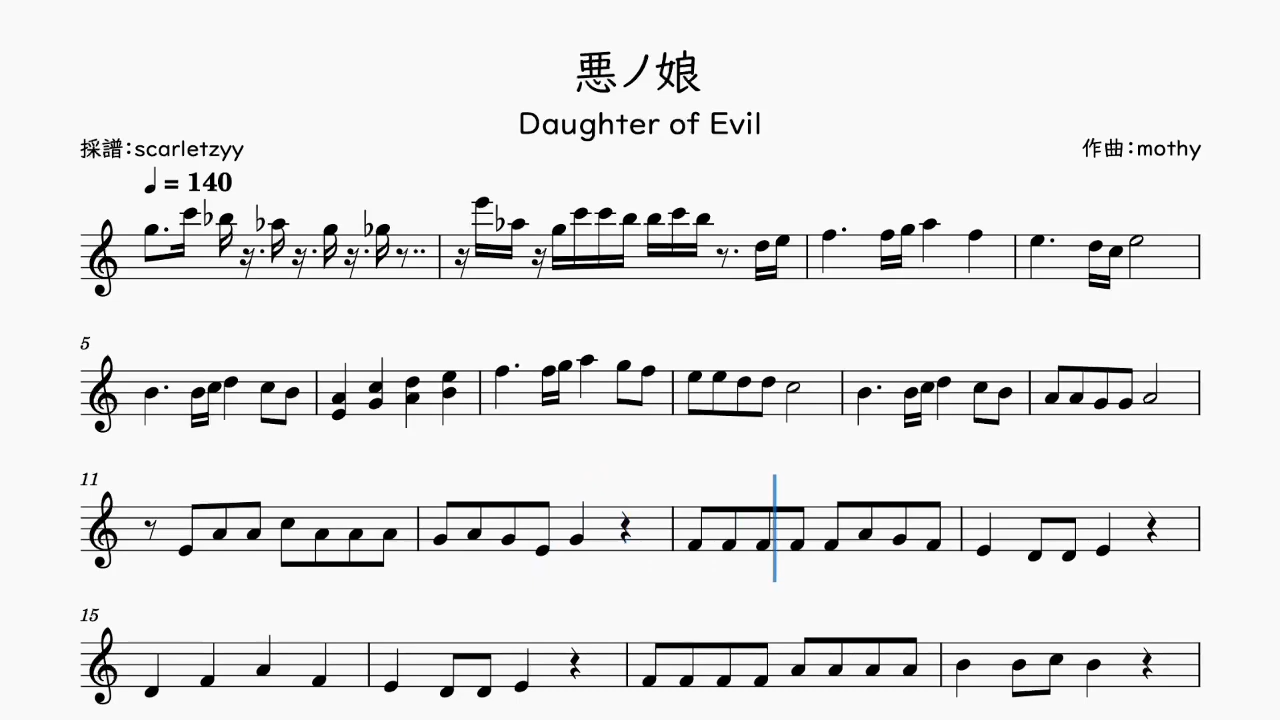 悪ノ娘
Daughter of Evil
採譜:scarletzyy
作曲:mothy
♩ = 140
5
11
15